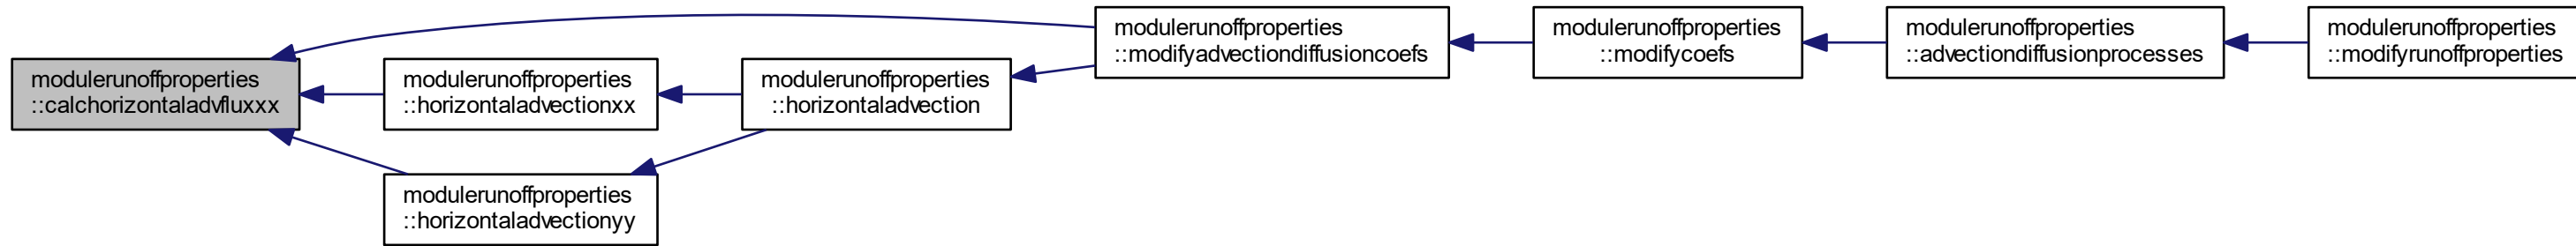 modulerunoffproperties
::calchorizontaladvfluxxx
modulerunoffproperties
::horizontaladvectionxx
modulerunoffproperties
::horizontaladvectionyy
modulerunoffproperties
::horizontaladvection
modulerunoffproperties
::modifyadvectiondiffusioncoefs
modulerunoffproperties
::modifycoefs
modulerunoffproperties
::advectiondiffusionprocesses
modulerunoffproperties
::modifyrunoffproperties